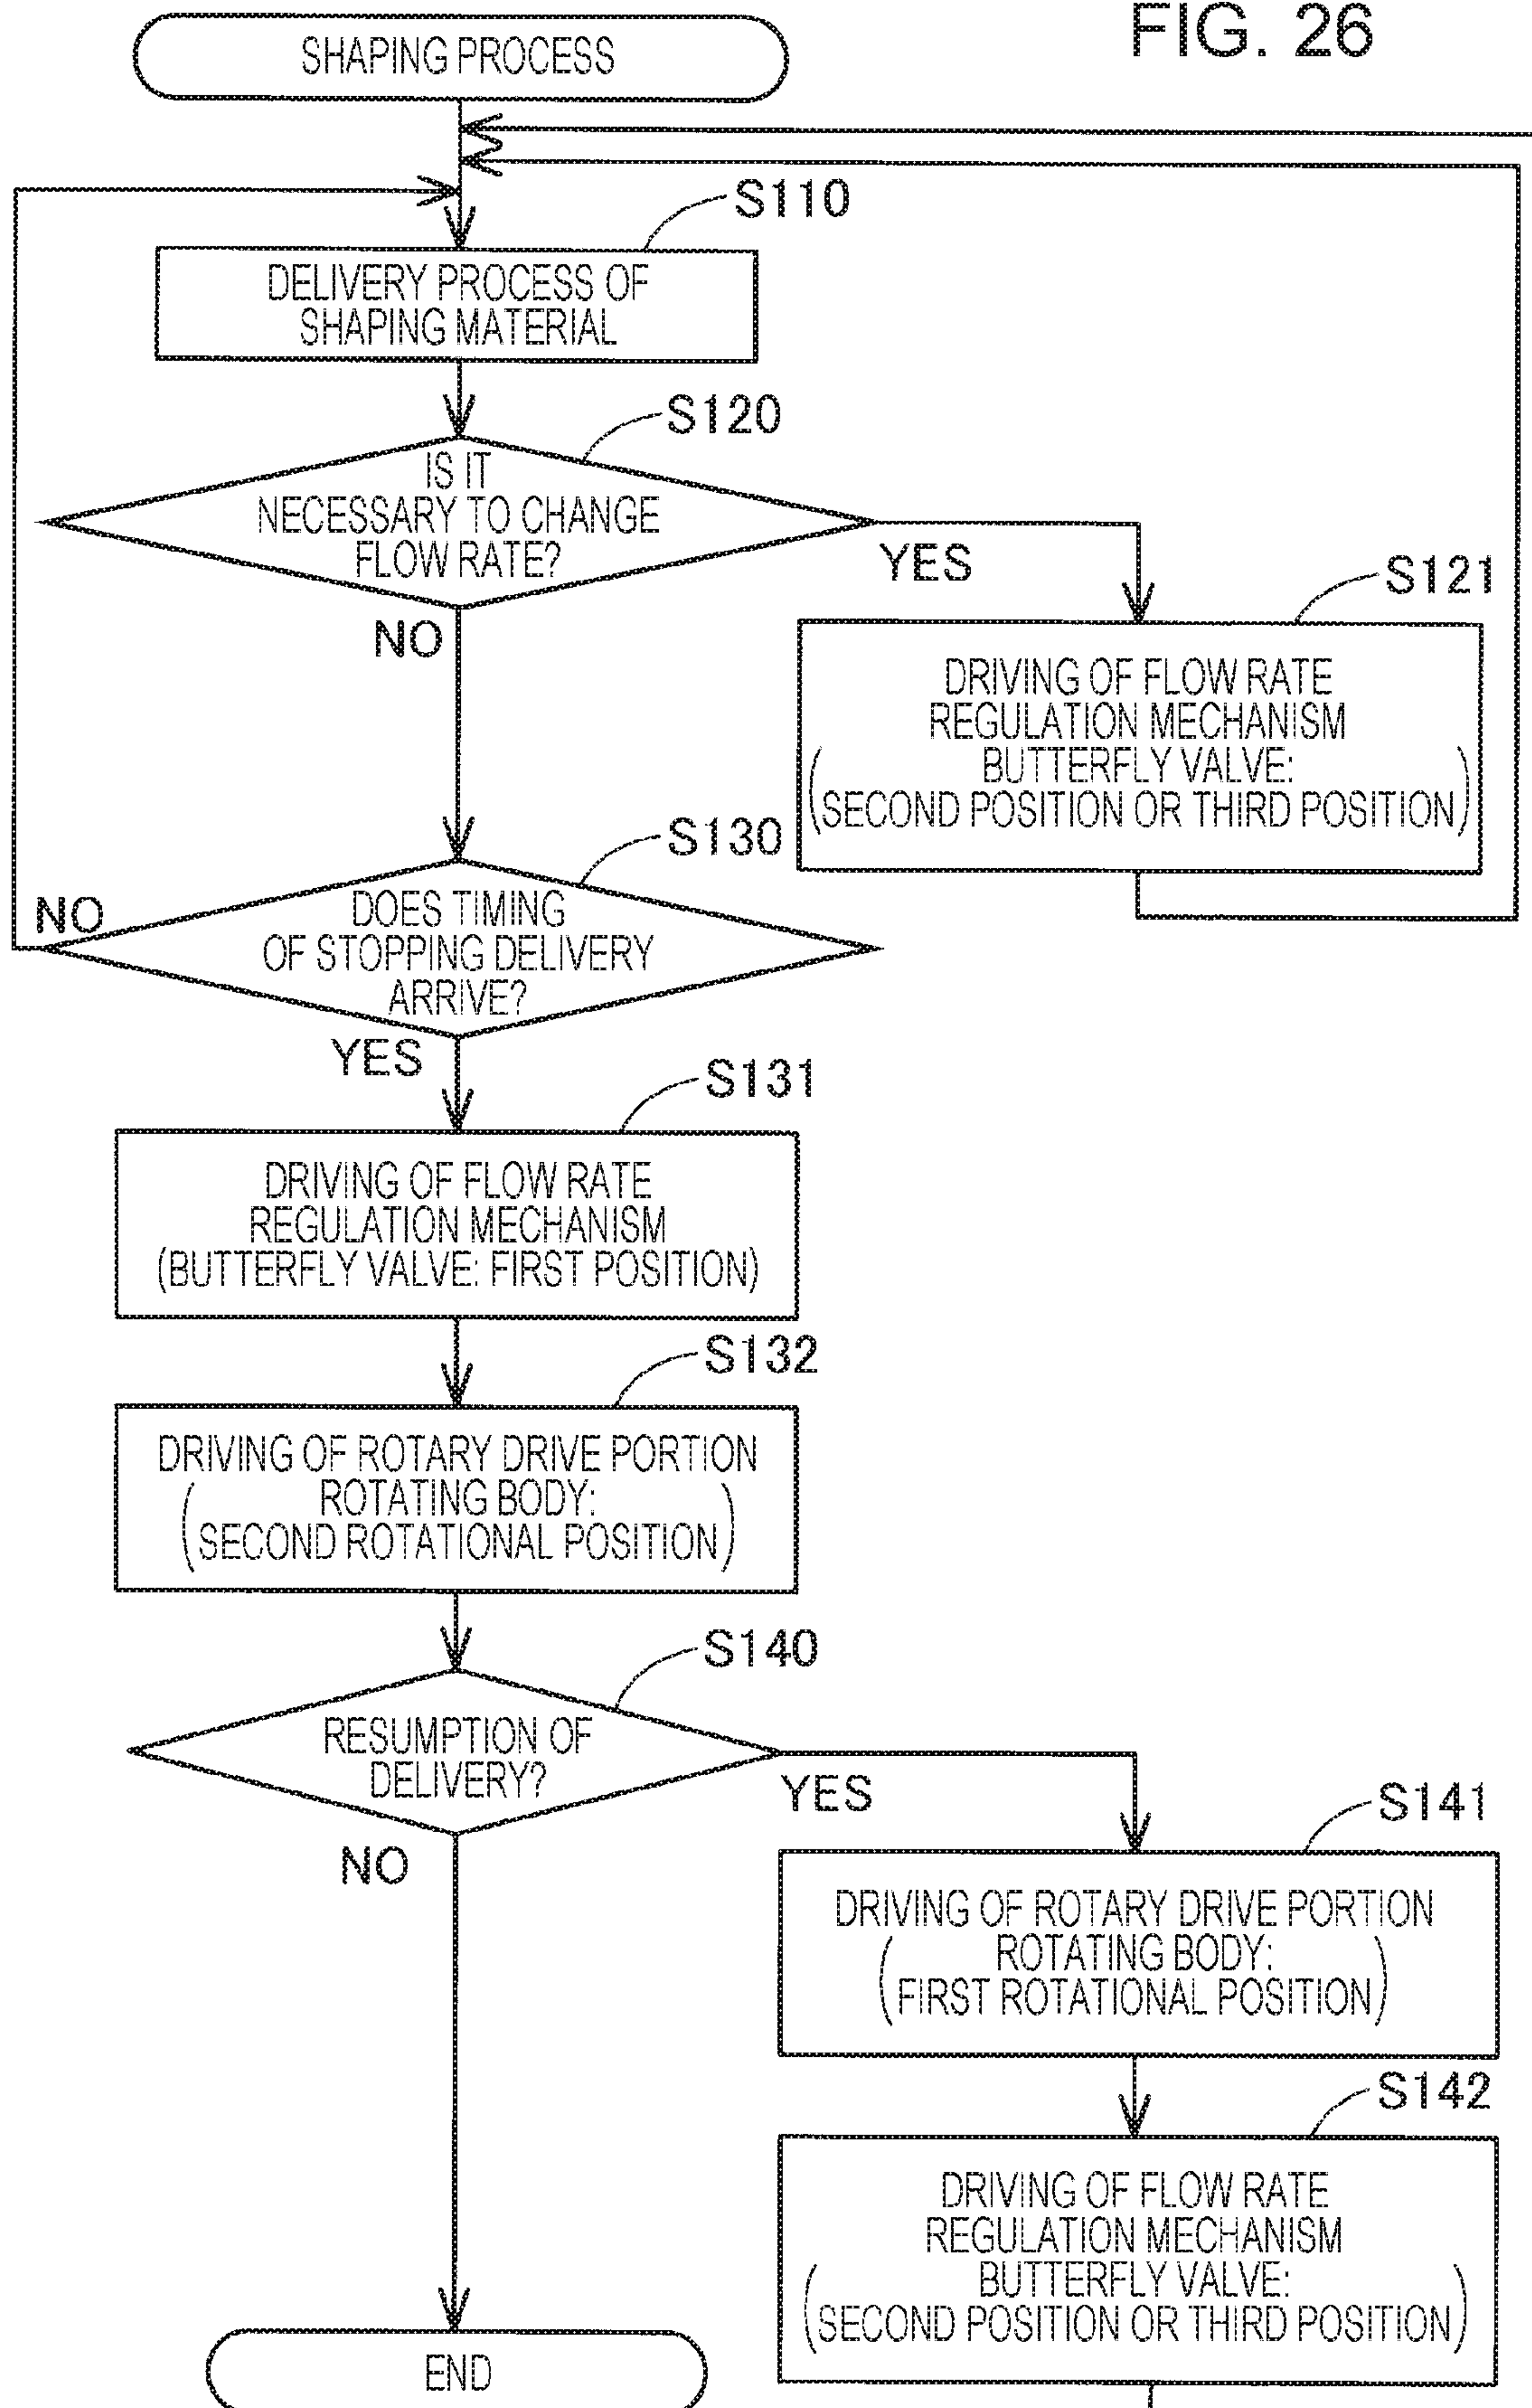 FIG. 26
SHAPING PROCESS
S110
DELIVERY PROCESS OF
SHAPING MATERIAL
S120
IS IT
NECESSARY TO CHANGE
FLOW RATE?
YES
NO
S121
DRIVING OF FLOW RATE
REGULATION MECHANISM
BUTTERFLY VALVE:
(SECOND POSITION OR THIRD POSITION)
S130
NO
DOES TIMING
OF STOPPING DELIVERY
ARRIVE?
YES
S131
DRIVING OF FLOW RATE
REGULATION MECHANISM
(BUTTERFLY VALVE: FIRST POSITION)
S132
DRIVING OF ROTARY DRIVE PORTION
ROTATING BODY:
(SECOND ROTATIONAL POSITION)
S140
RESUMPTION OF
DELIVERY?
YES
NO
S141
DRIVING OF ROTARY DRIVE PORTION
ROTATING BODY:
(FIRST ROTATIONAL POSITION)
S142
DRIVING OF FLOW RATE
REGULATION MECHANISM
BUTTERFLY VALVE:
(SECOND POSITION OR THIRD POSITION)
END